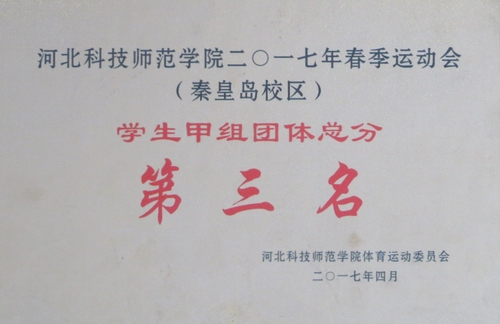 河北科技师范学院二〇一七年春季运动会
（秦皇岛校区）
学生甲组团体总分
第三名
河北科技师范学院体育运动委员会
二〇一七年四月